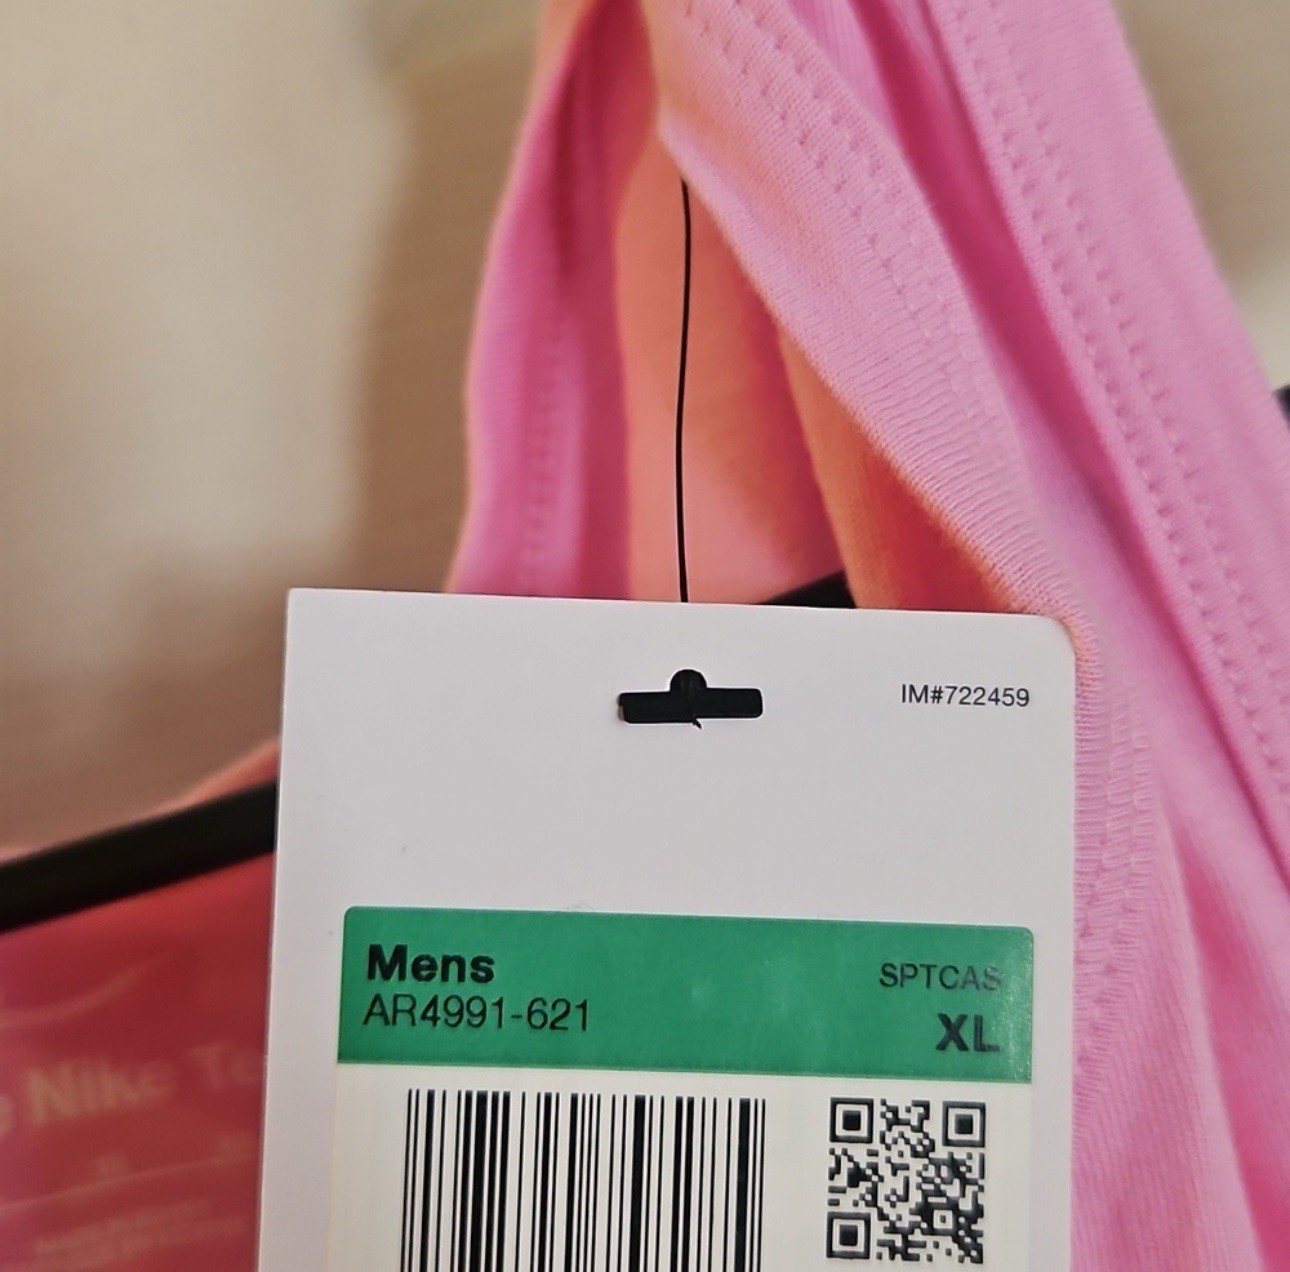 IM#722459
Mens
SPTCAS
AR4991-621
XL
Nike